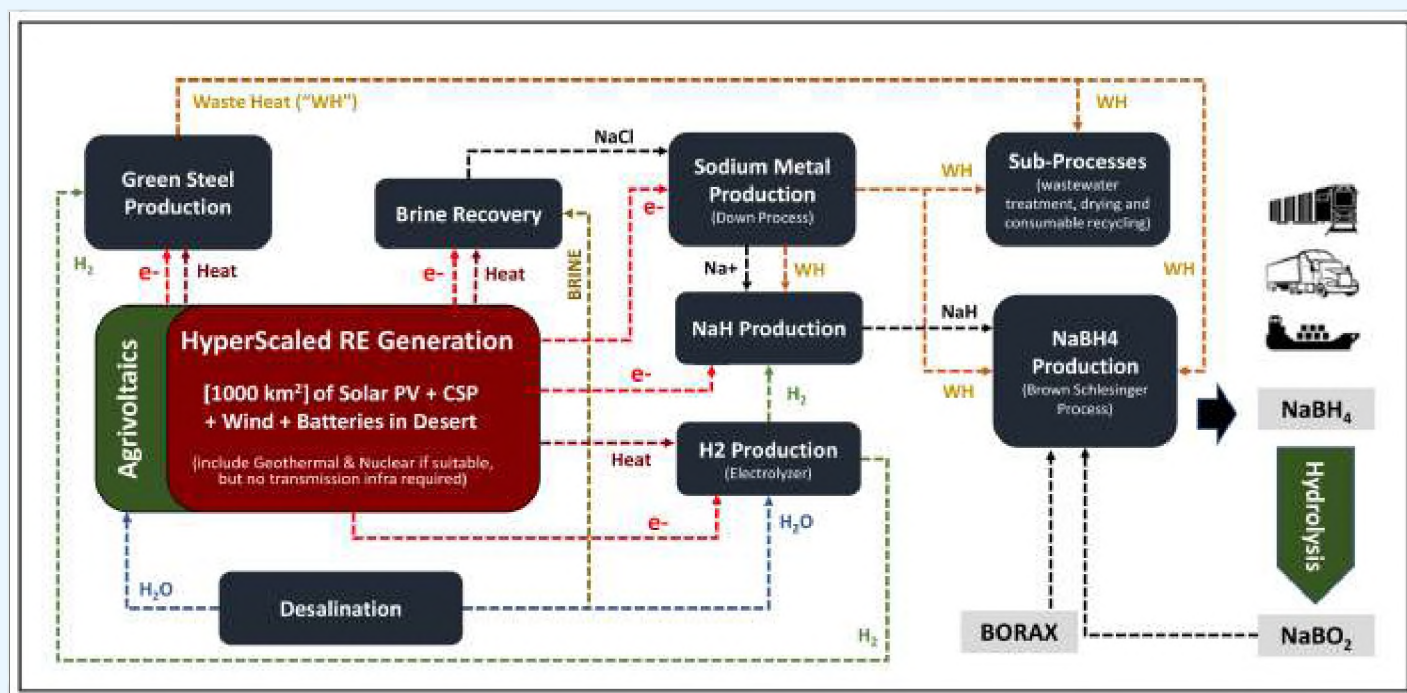 Waste Heat ("WH")
WH
NaCl
Green Steel
Production
Brine Recovery
Sodium Metal
Production
(Down Process)
WH
Sub-Processes
(wastewater
treatment, drying and
consumable recycling)
H₂
e-
Heat
e-
Heat
e-
BRINE
Na+
WH
WH
Agrivoltaics
HyperScaled RE Generation
[1000 km²] of Solar PV + CSP
+ Wind + Batteries in Desert
(include Geothermal & Nuclear if suitable,
but no transmission infra required)
NaH Production
NaH
NaBH4
Production
(Brown Schlesinger
Process)
e-
H₂
WH
Heat
H2 Production
(Electrolyzer)
NaBH₄
e-
H₂O
Hydrolysis
H₂O
Desalination
H₂
BORAX
NaBO₂